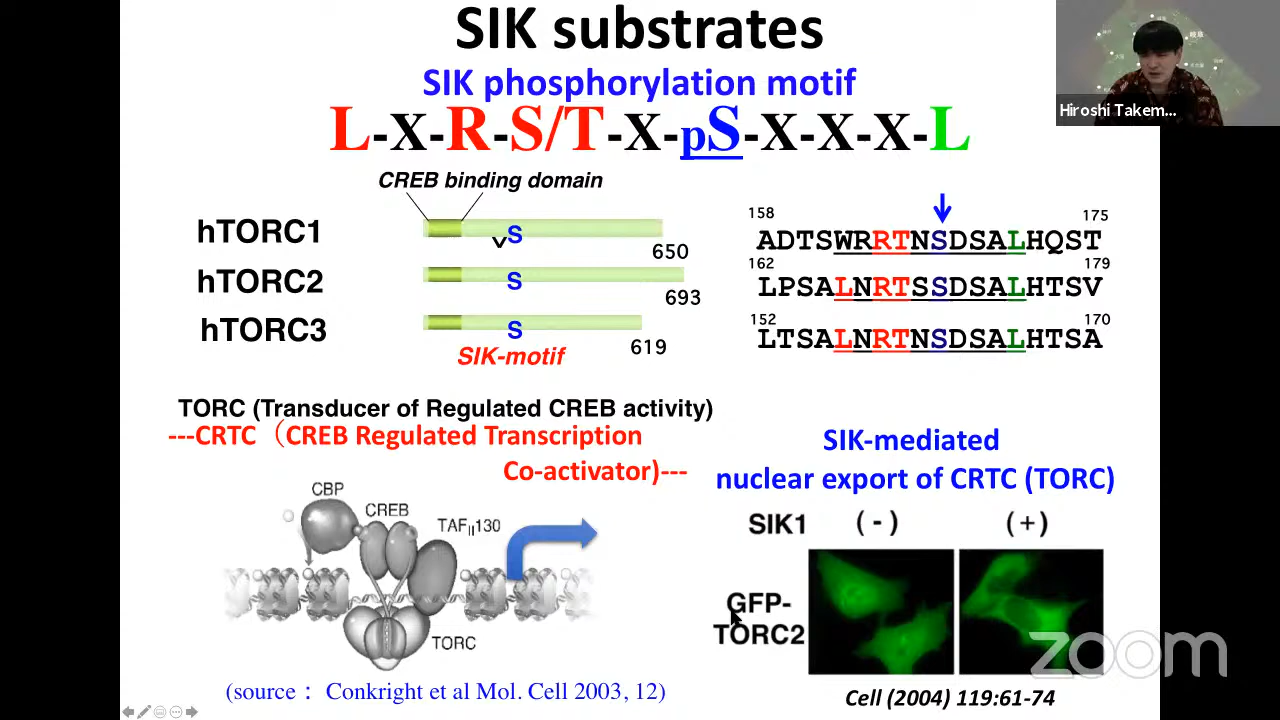 SIK substrates
SIK phosphorylation motif
L-X-R-S/T-X-pS-X-X-X-L
Hiroshi Takem...
CREB binding domain
hTORC1
S
650
hTORC2
S
693
hTORC3
S
619
SIK-motif
158
175
ADTSWRRTNSDSALHQST
162
179
LPSALNRTSSDSALHTSV
152
170
LTSALNRTNSDSALHTSA
TORC (Transducer of Regulated CREB activity)
---CRTC（CREB Regulated Transcription
Co-activator)---
CBP
CREB
TAFII130
TORC
(source： Conkright et al Mol. Cell 2003, 12)
SIK-mediated
nuclear export of CRTC (TORC)
SIK1 (-) (+)
GFP-
TORC2
zoom
Cell (2004) 119:61-74